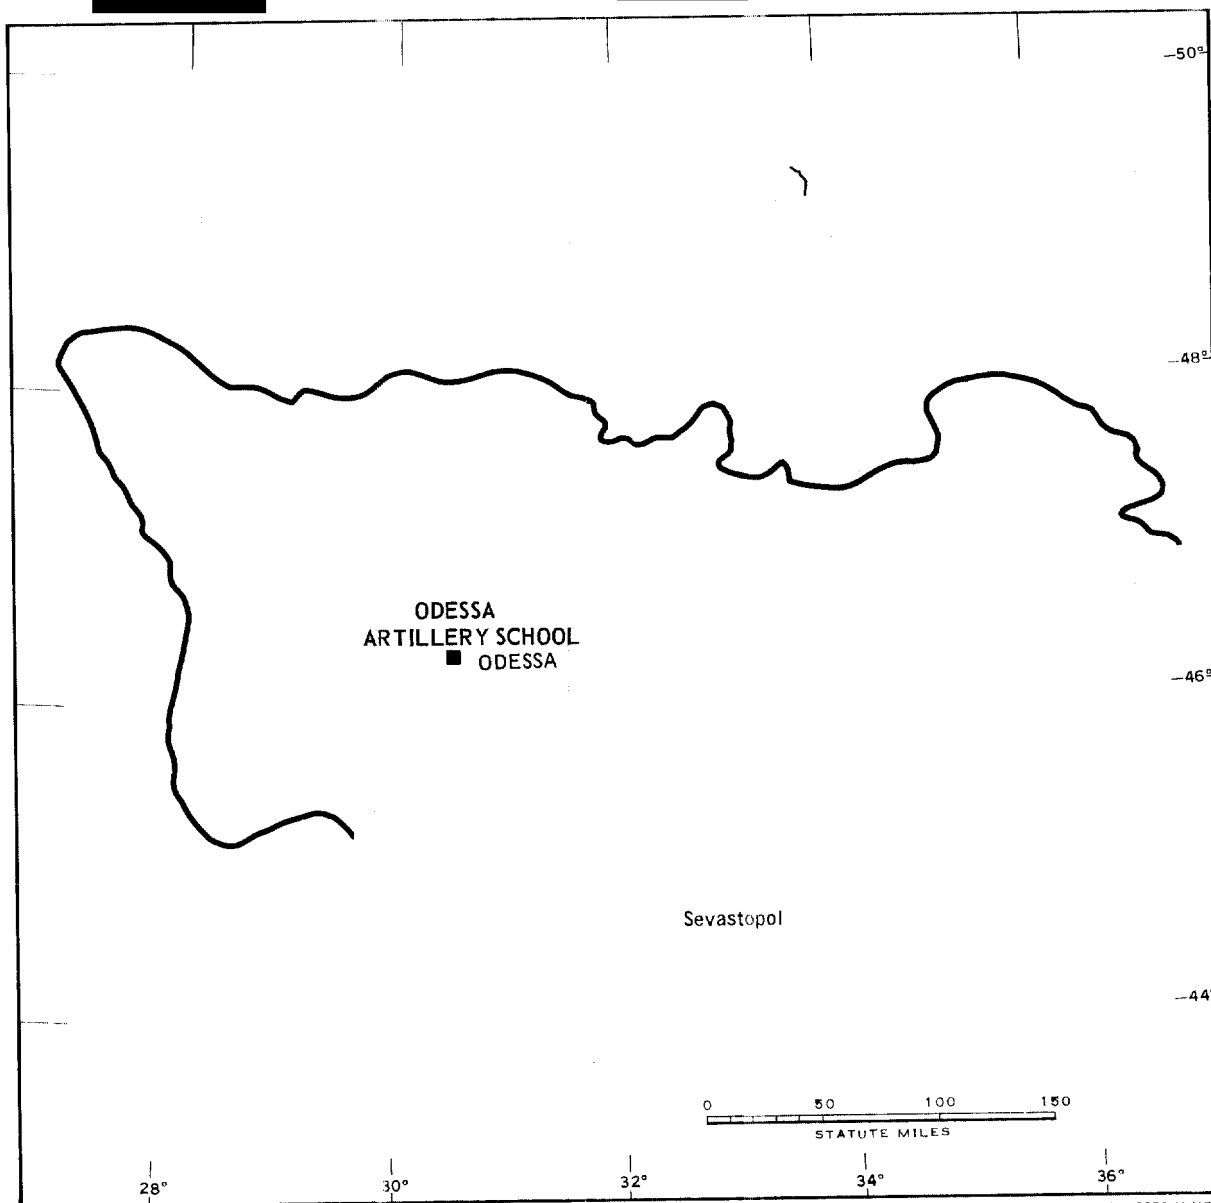 —50°
—48°
ODESSA
ARTILLERY SCHOOL
ODESSA
—46°
Sevastopol
—44°
0 50 100 150
STATUTE MILES
28° 30° 32° 34° 36°